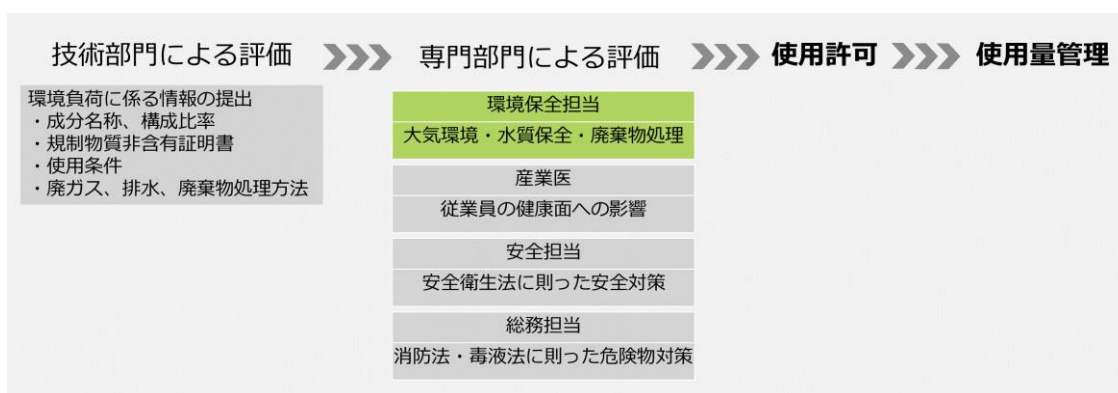 技術部門による評価
専門部門による評価
使用許可
使用量管理
環境負荷に係る情報の提出
・成分名称、構成比率
・規制物質非含有証明書
・使用条件
・廃ガス、排水、廃棄物処理方法
環境保全担当
大気環境・水質保全・廃棄物処理
産業医
従業員の健康面への影響
安全担当
安全衛生法に則った安全対策
総務担当
消防法・毒液法に則った危険物対策